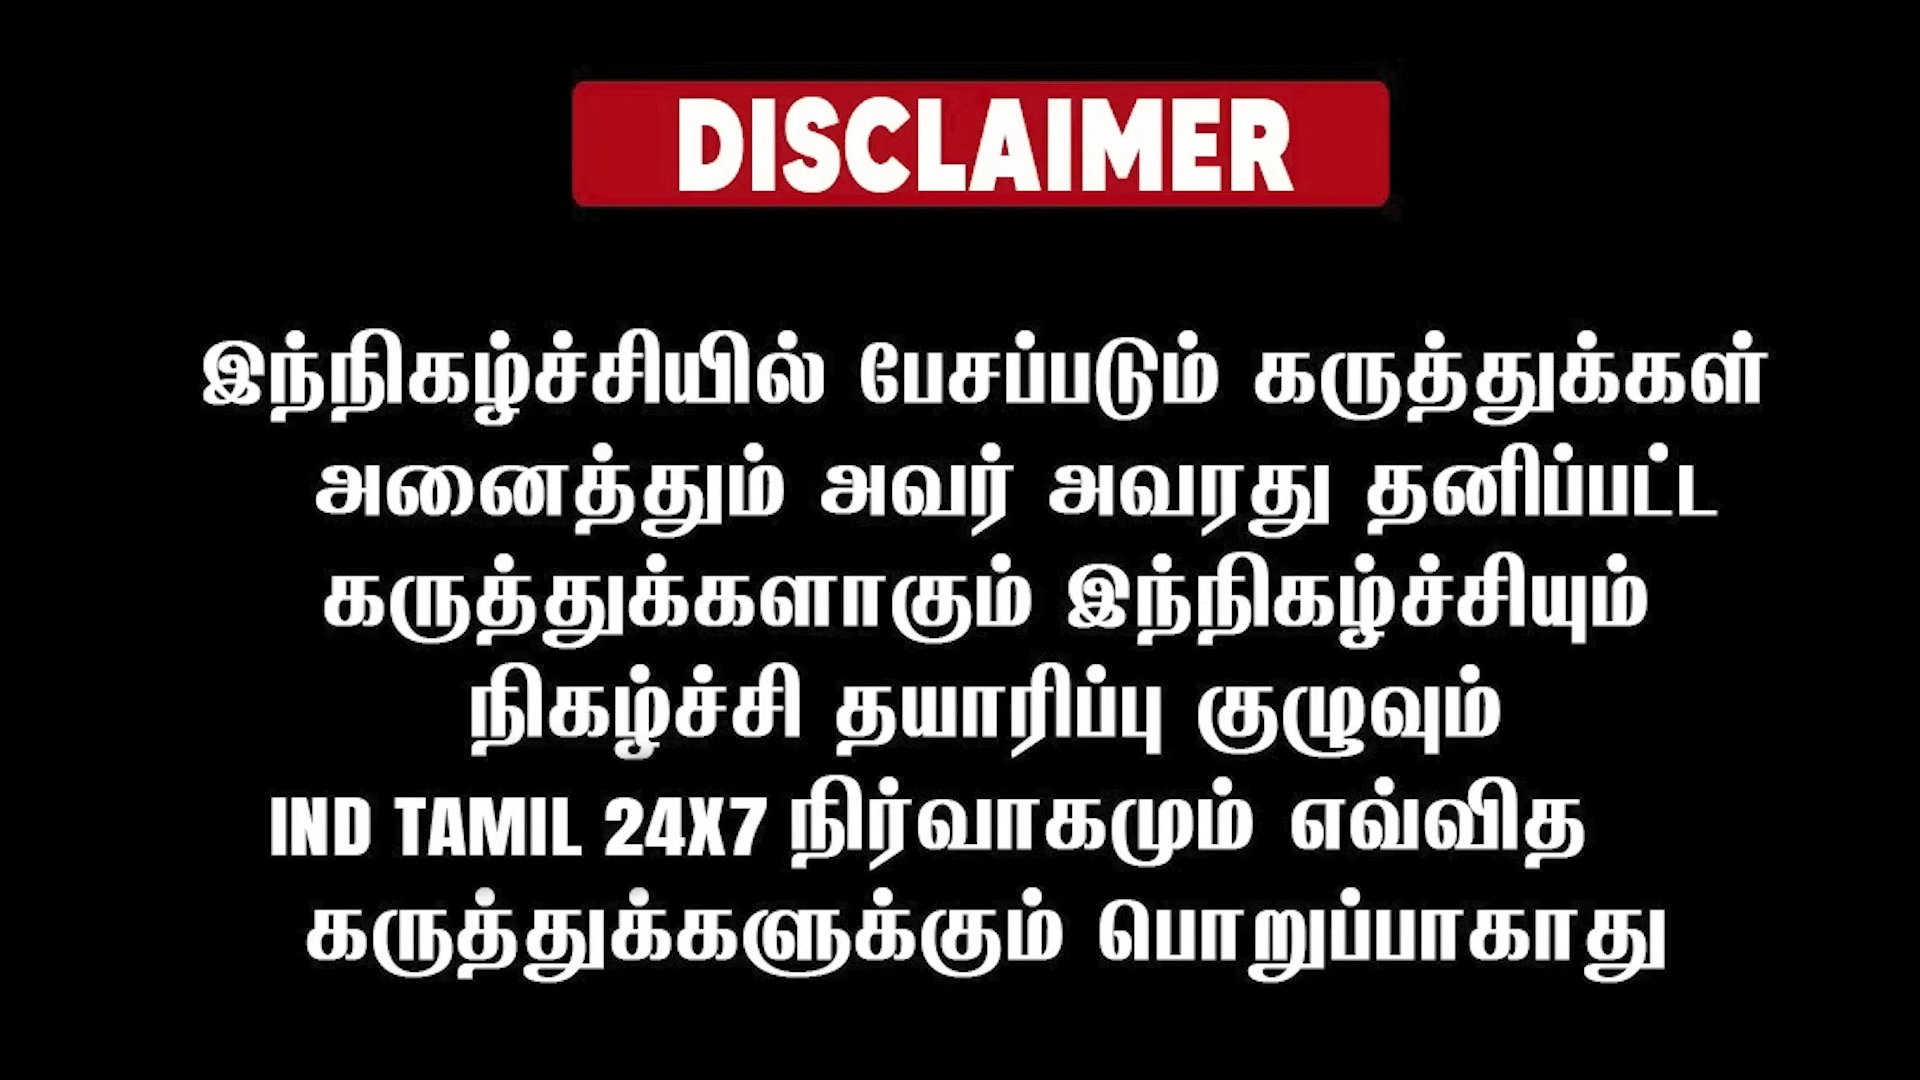 DISCLAIMER
இந்நிகழ்ச்சியில் பேசப்படும் கருத்துக்கள்
அனைத்தும் அவர் அவரது தனிப்பட்ட
கருத்துக்களாகும் இந்நிகழ்ச்சியும்
நிகழ்ச்சி தயாரிப்பு குழுவும்
IND TAMIL 24X7 நிர்வாகமும் எவ்வித
கருத்துக்களுக்கும் பொறுப்பாகாது